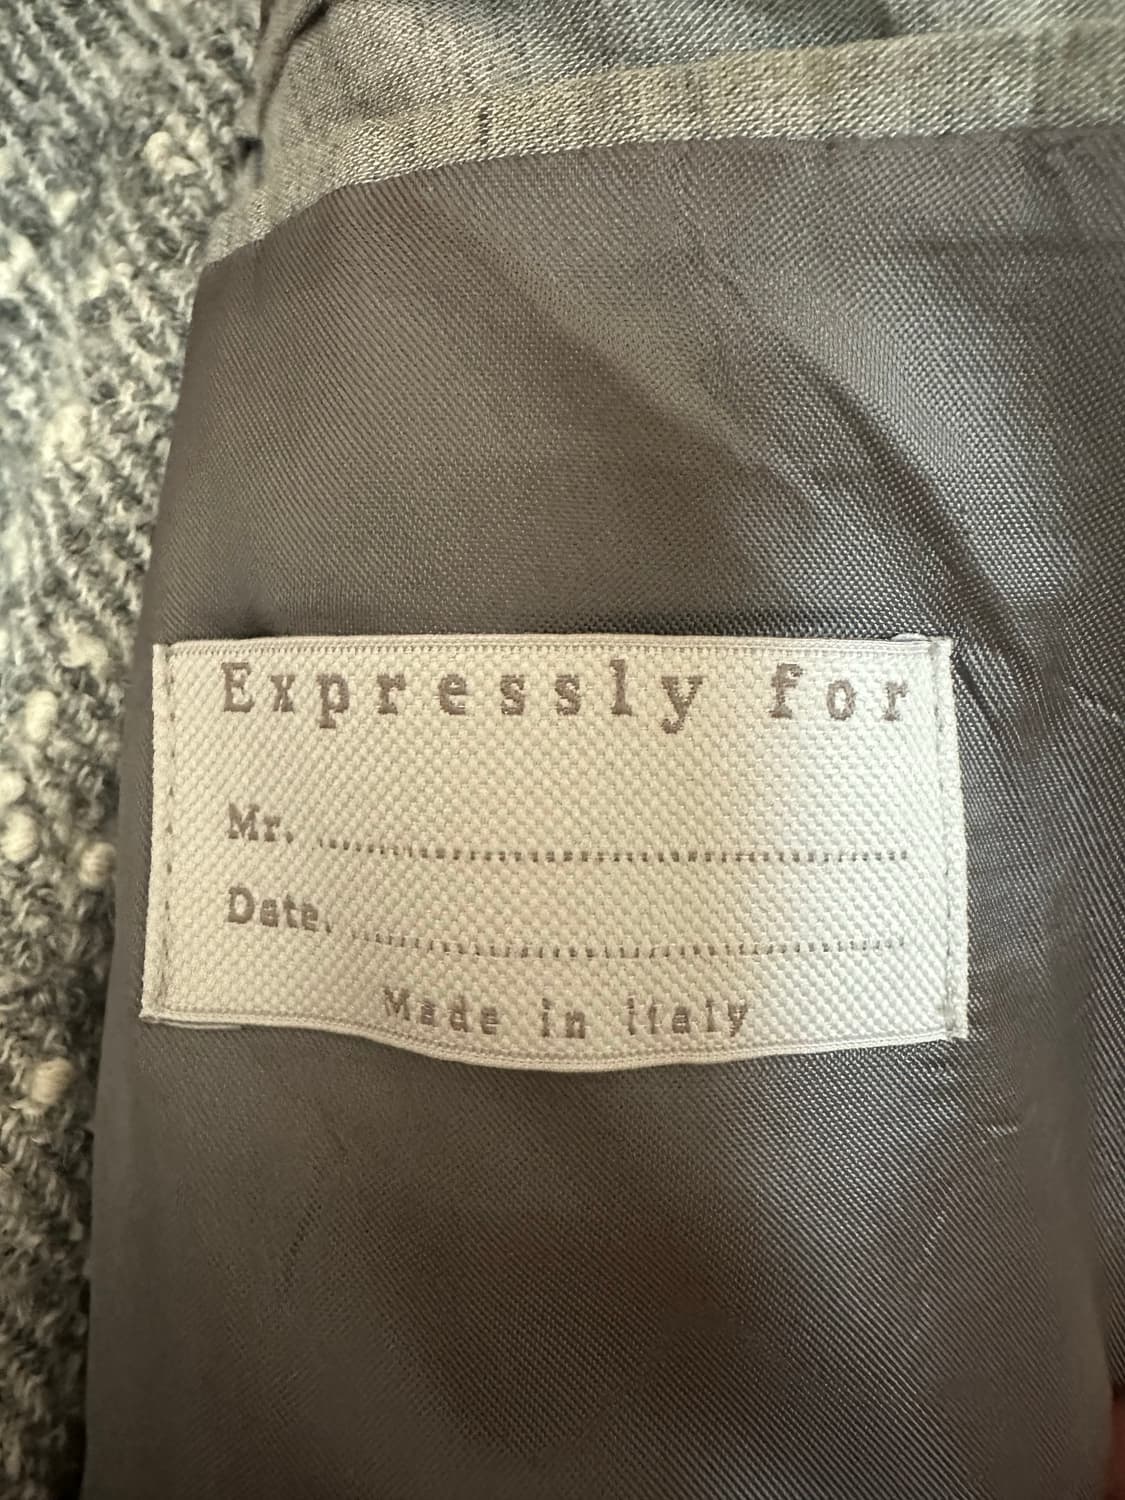 Expressly for
Mr. ..............................
Date. ..............................
Made in Italy